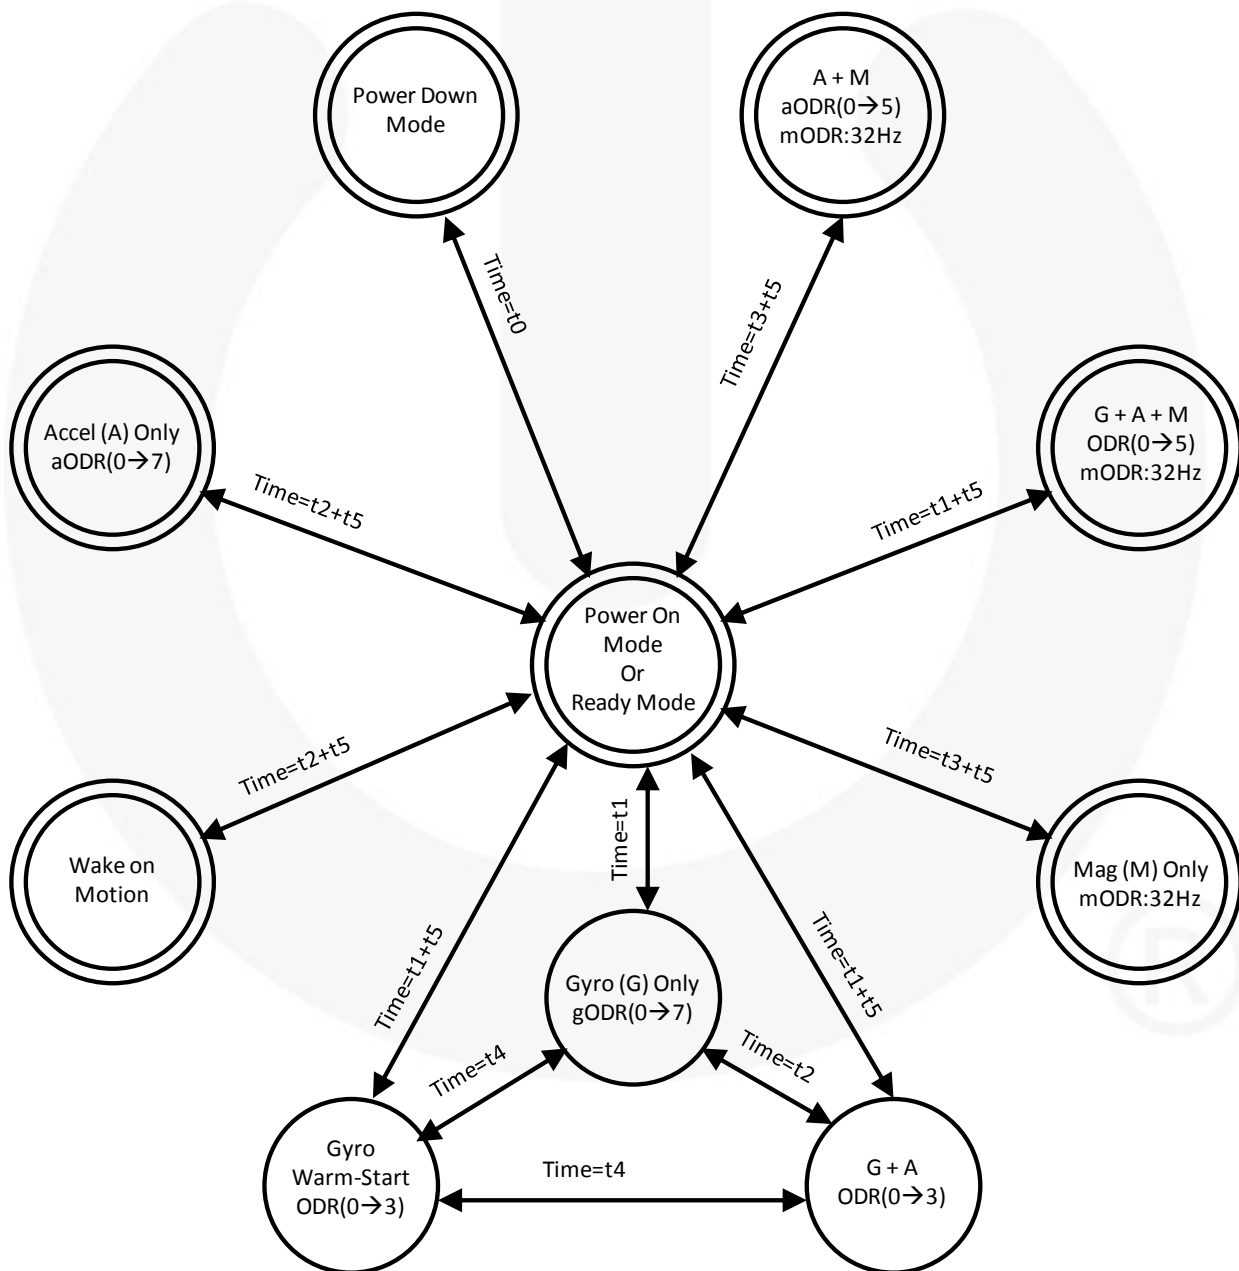 Power Down
Mode
A + M
aODR(0→5)
mODR:32Hz
Time=t0
Time=t3+t5
Accel (A) Only
aODR(0→7)
G + A + M
ODR(0→5)
mODR:32Hz
Time=t2+t5
Time=t1+t5
Power On
Mode
Or
Ready Mode
Time=t2+t5
Time=t3+t5
Time=t1
Wake on
Motion
Mag (M) Only
mODR:32Hz
Time=t1+t5
Time=t1+t5
Gyro (G) Only
gODR(0→7)
Time=t4
Time=t2
Gyro
Warm-Start
ODR(0→3)
Time=t4
G + A
ODR(0→3)
R